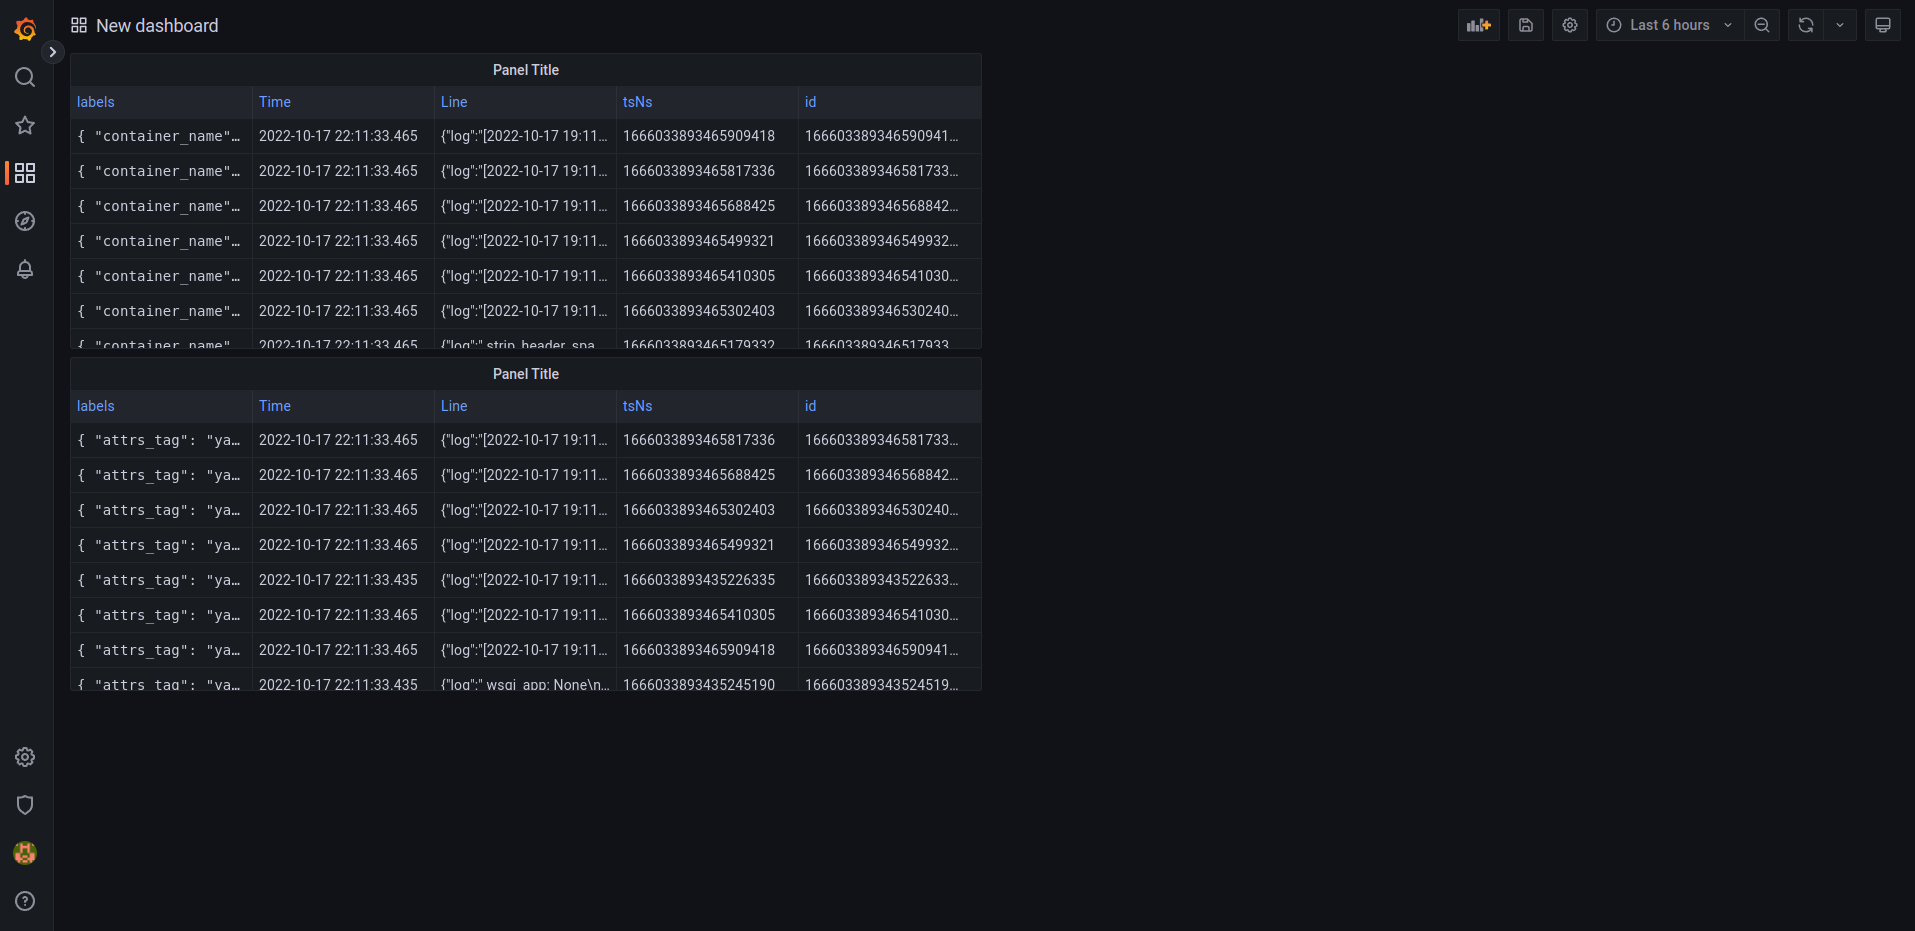 New dashboard
Last 6 hours
Panel Title
labels Time Line tsNs id
{ "container_name"… 2022-10-17 22:11:33.465 {"log":"[2022-10-17 19:11… 1666033893465909418 166603389346590941…
{ "container_name"… 2022-10-17 22:11:33.465 {"log":"[2022-10-17 19:11… 1666033893465817336 166603389346581733…
{ "container_name"… 2022-10-17 22:11:33.465 {"log":"[2022-10-17 19:11… 1666033893465688425 166603389346568842…
{ "container_name"… 2022-10-17 22:11:33.465 {"log":"[2022-10-17 19:11… 1666033893465499321 166603389346549932…
{ "container_name"… 2022-10-17 22:11:33.465 {"log":"[2022-10-17 19:11… 1666033893465410305 166603389346541030…
{ "container_name"… 2022-10-17 22:11:33.465 {"log":"[2022-10-17 19:11… 1666033893465302403 166603389346530240…
{ "container_name" 2022-10-17 22:11:33.465 {"log":" strip_header_spa 1666033893465179332 166603389346517933
Panel Title
labels Time Line tsNs id
{ "attrs_tag": "ya… 2022-10-17 22:11:33.465 {"log":"[2022-10-17 19:11… 1666033893465817336 166603389346581733…
{ "attrs_tag": "ya… 2022-10-17 22:11:33.465 {"log":"[2022-10-17 19:11… 1666033893465688425 166603389346568842…
{ "attrs_tag": "ya… 2022-10-17 22:11:33.465 {"log":"[2022-10-17 19:11… 1666033893465302403 166603389346530240…
{ "attrs_tag": "ya… 2022-10-17 22:11:33.465 {"log":"[2022-10-17 19:11… 1666033893465499321 166603389346549932…
{ "attrs_tag": "ya… 2022-10-17 22:11:33.435 {"log":"[2022-10-17 19:11… 1666033893435226335 166603389343522633…
{ "attrs_tag": "ya… 2022-10-17 22:11:33.465 {"log":"[2022-10-17 19:11… 1666033893465410305 166603389346541030…
{ "attrs_tag": "ya… 2022-10-17 22:11:33.465 {"log":"[2022-10-17 19:11… 1666033893465909418 166603389346590941…
{ "attrs_tag": "ya… 2022-10-17 22:11:33.435 {"log":" wsgi_app: None\n… 1666033893435245190 166603389343524519…